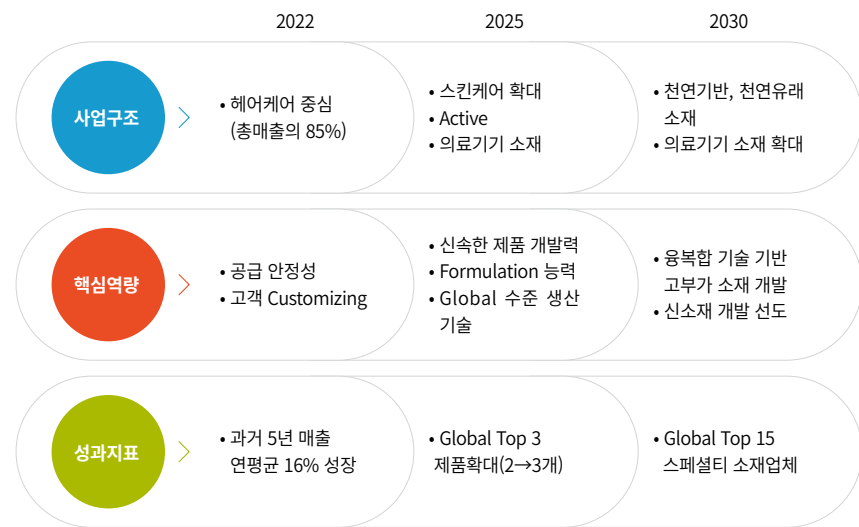 2022
2025
2030
사업구조
• 헤어케어 중심
(총매출의 85%)
• 스킨케어 확대
• Active
• 의료기기 소재
• 천연기반, 천연유래
소재
• 의료기기 소재 확대
핵심역량
• 공급 안정성
• 고객 Customizing
• 신속한 제품 개발력
• Formulation 능력
• Global 수준 생산
기술
• 융복합 기술 기반
고부가 소재 개발
• 신소재 개발 선도
성과지표
• 과거 5년 매출
연평균 16% 성장
• Global Top 3
제품확대(2→3개)
• Global Top 15
스페셜티 소재업체